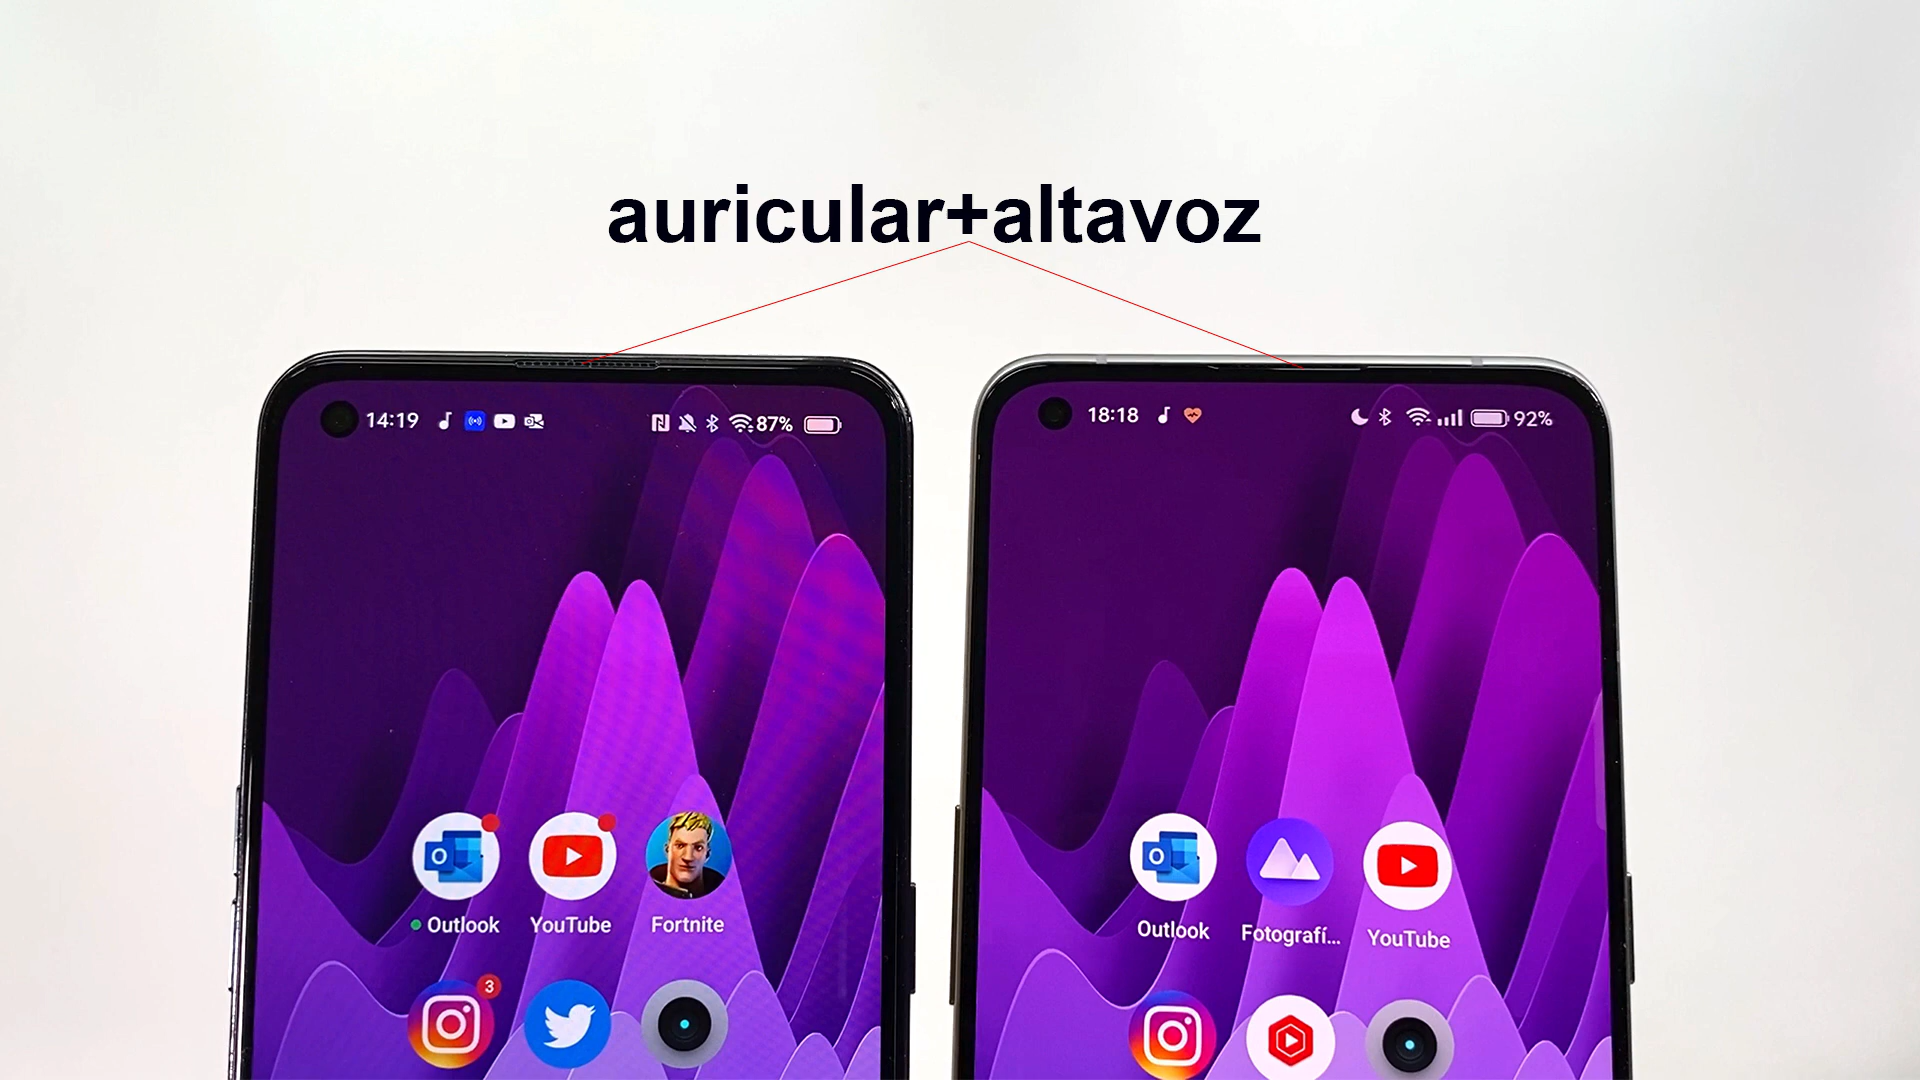 auricular+altavoz
14:19 87%
18:18 92%
Outlook YouTube Fortnite
3
Outlook Fotografí... YouTube